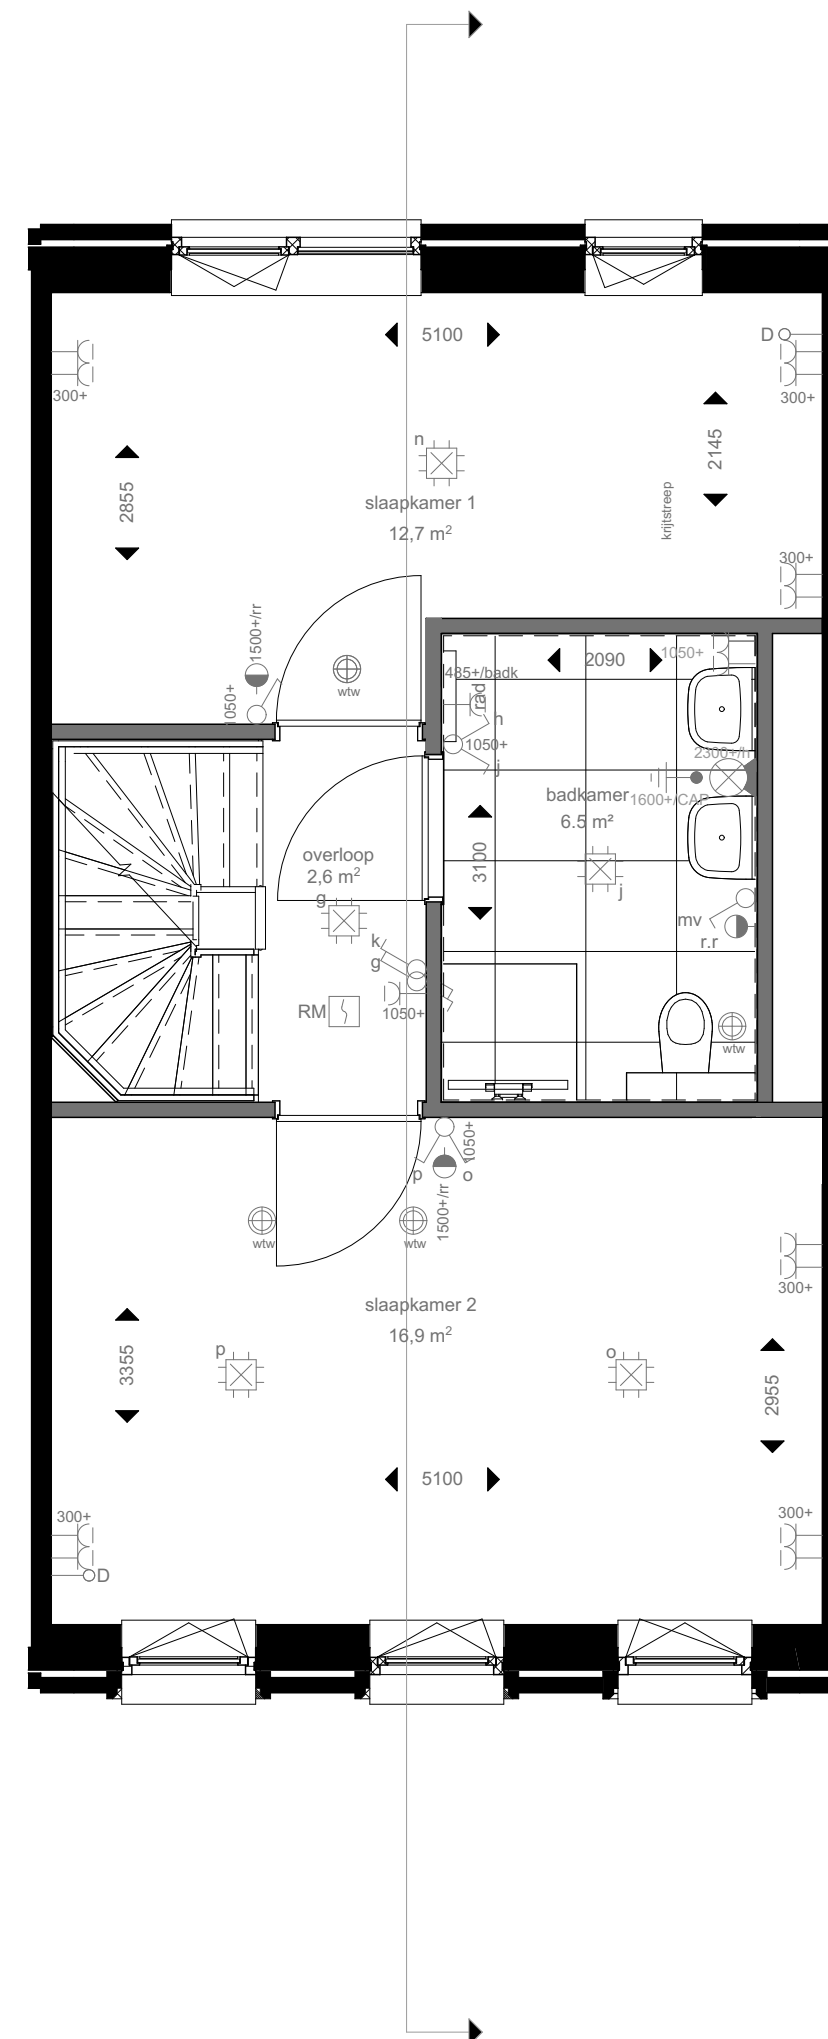 5100
D
300+
300+
2145
n
2855
krijtstreep
slaapkamer 1
12,7 m²
300+
1500+/rr
1050+
wtw
2090
1050+
485+/badk
rad
h
1050+
j
2300+/h
badkamer
1600+/CAP
6.5 m²
3100
overloop
2,6 m²
g
j
mv
r.r
k
g
RM
1050+
wtw
1050+
p
o
1500+/rr
wtw
wtw
300+
slaapkamer 2
16,9 m²
3355
p
o
2955
5100
300+
300+
D